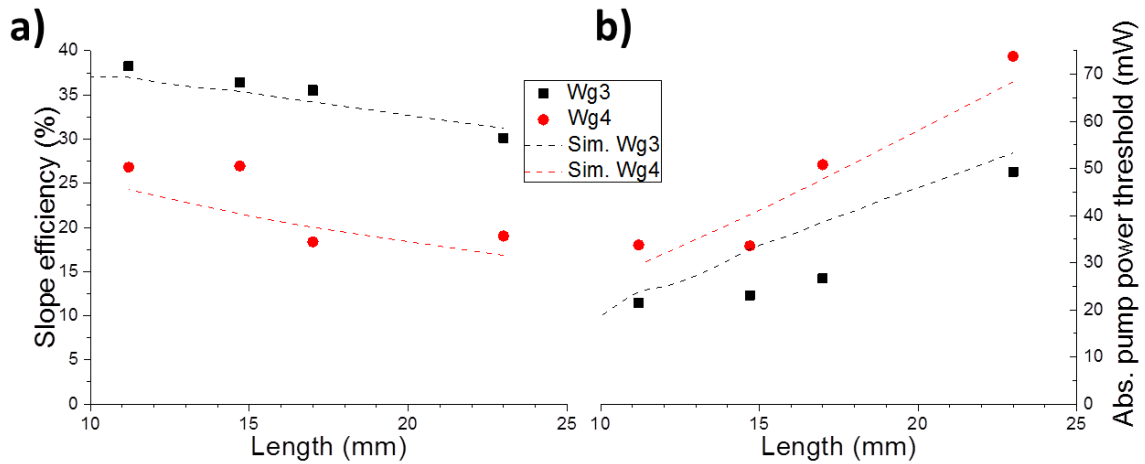 a)
b)
40
35
30
25
20
15
10
5
0
Slope efficiency (%)
10
15
20
25
Length (mm)
Wg3
Wg4
Sim. Wg3
Sim. Wg4
70
60
50
40
30
20
10
0
Abs. pump power threshold (mW)
10
15
20
25
Length (mm)